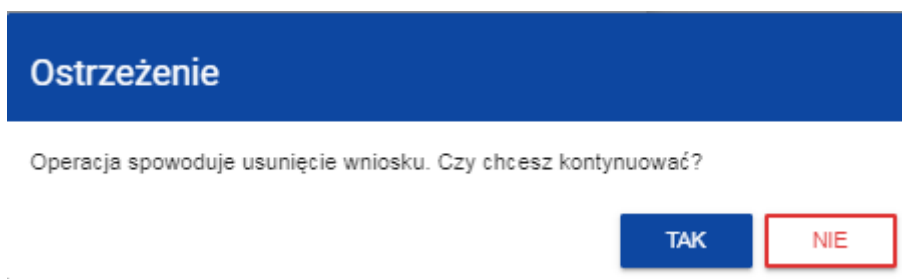 Ostrzeżenie
Operacja spowoduje usunięcie wniosku. Czy chcesz kontynuować?
TAK NIE